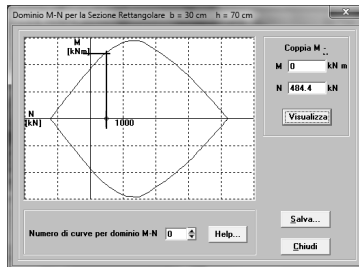 Dominio M-N per la Sezione Rettangolare b = 30 cm h = 70 cm
M
[kNm]
N
[kN]
1000
Coppia M -
M 0 kN m
N 484.4 kN
Visualizza
Numero di curve per dominio M-N 0 Help...
Salva...
Chiudi